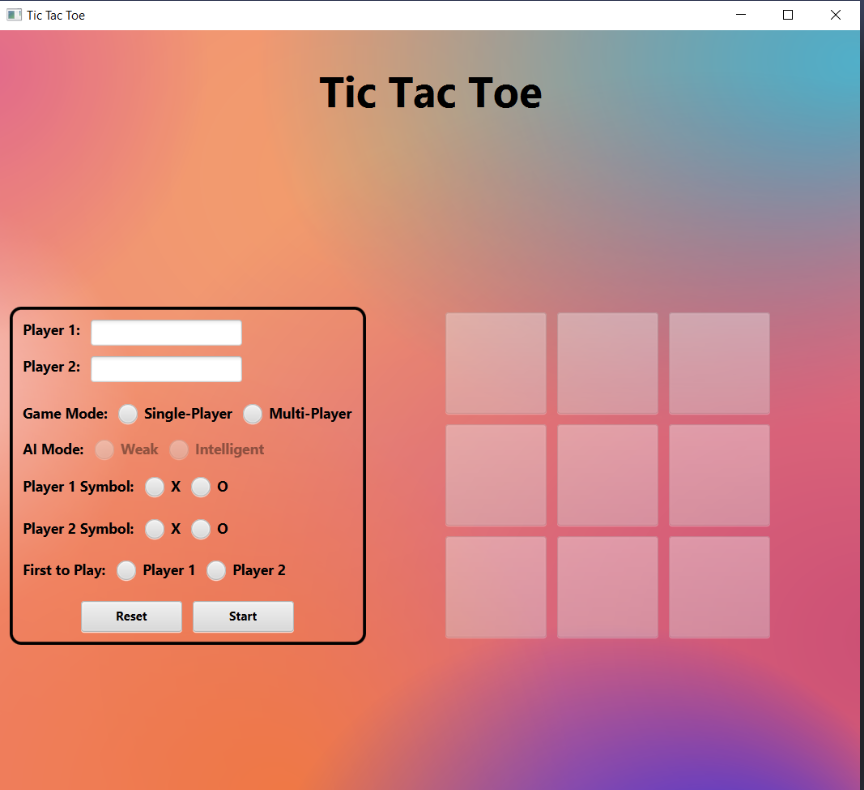 Tic Tac Toe
Tic Tac Toe
Player 1:
Player 2:
Game Mode: Single-Player Multi-Player
AI Mode: Weak Intelligent
Player 1 Symbol: X O
Player 2 Symbol: X O
First to Play: Player 1 Player 2
Reset Start